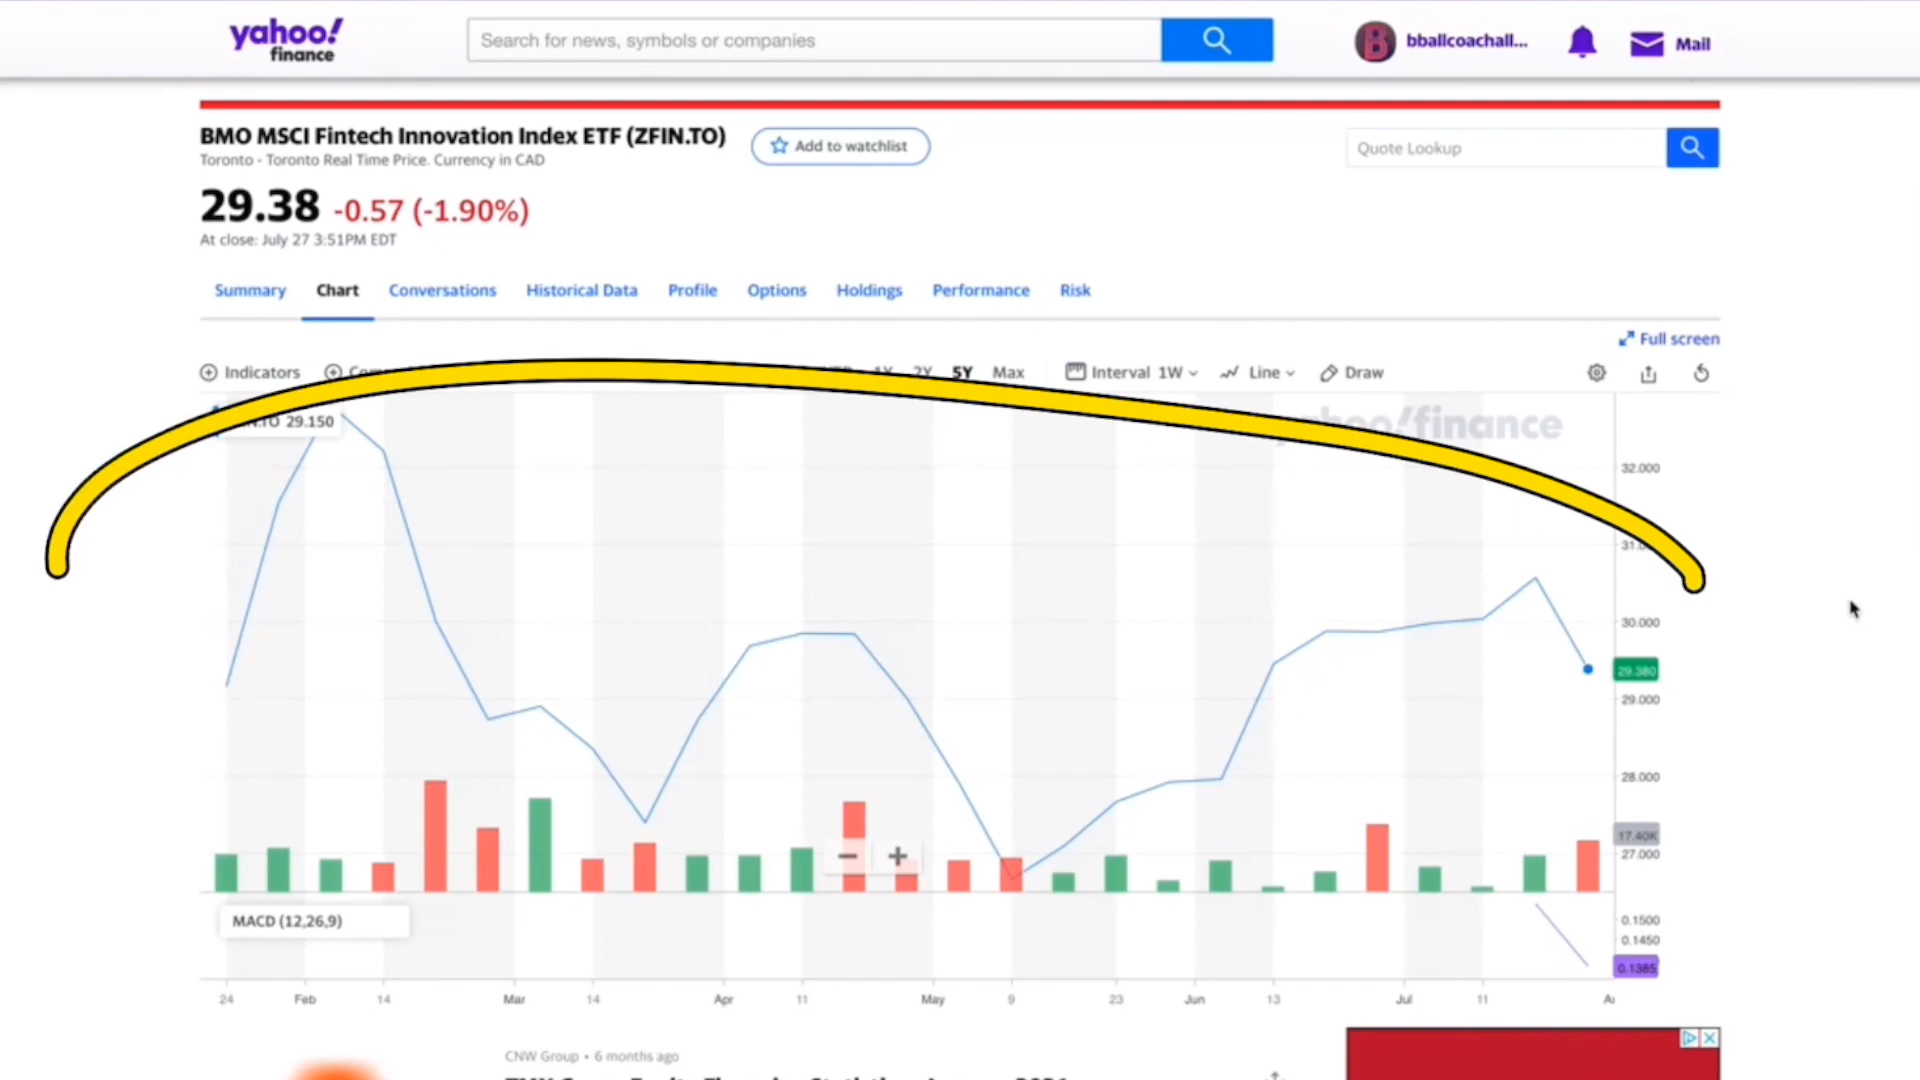 yahoo!
finance
Search for news, symbols or companies
B
bballcoachall...
Mail
BMO MSCI Fintech Innovation Index ETF (ZFIN.TO)
Toronto - Toronto Real Time Price. Currency in CAD
Add to watchlist
Quote Lookup
29.38 -0.57 (-1.90%)
At close: July 27 3:51PM EDT
Summary Chart Conversations Historical Data Profile Options Holdings Performance Risk
Full screen
Indicators 5Y Max Interval 1W Line Draw
29.150
yahoo!finance
32.000
30.000
29.380
29.000
28.000
17.40K
27.000
MACD (12,26,9)
0.1500
0.1450
0.1385
24 Feb 14 Mar 14 Apr 11 May 9 23 Jun 13 Jul 11
CNW Group • 6 months ago